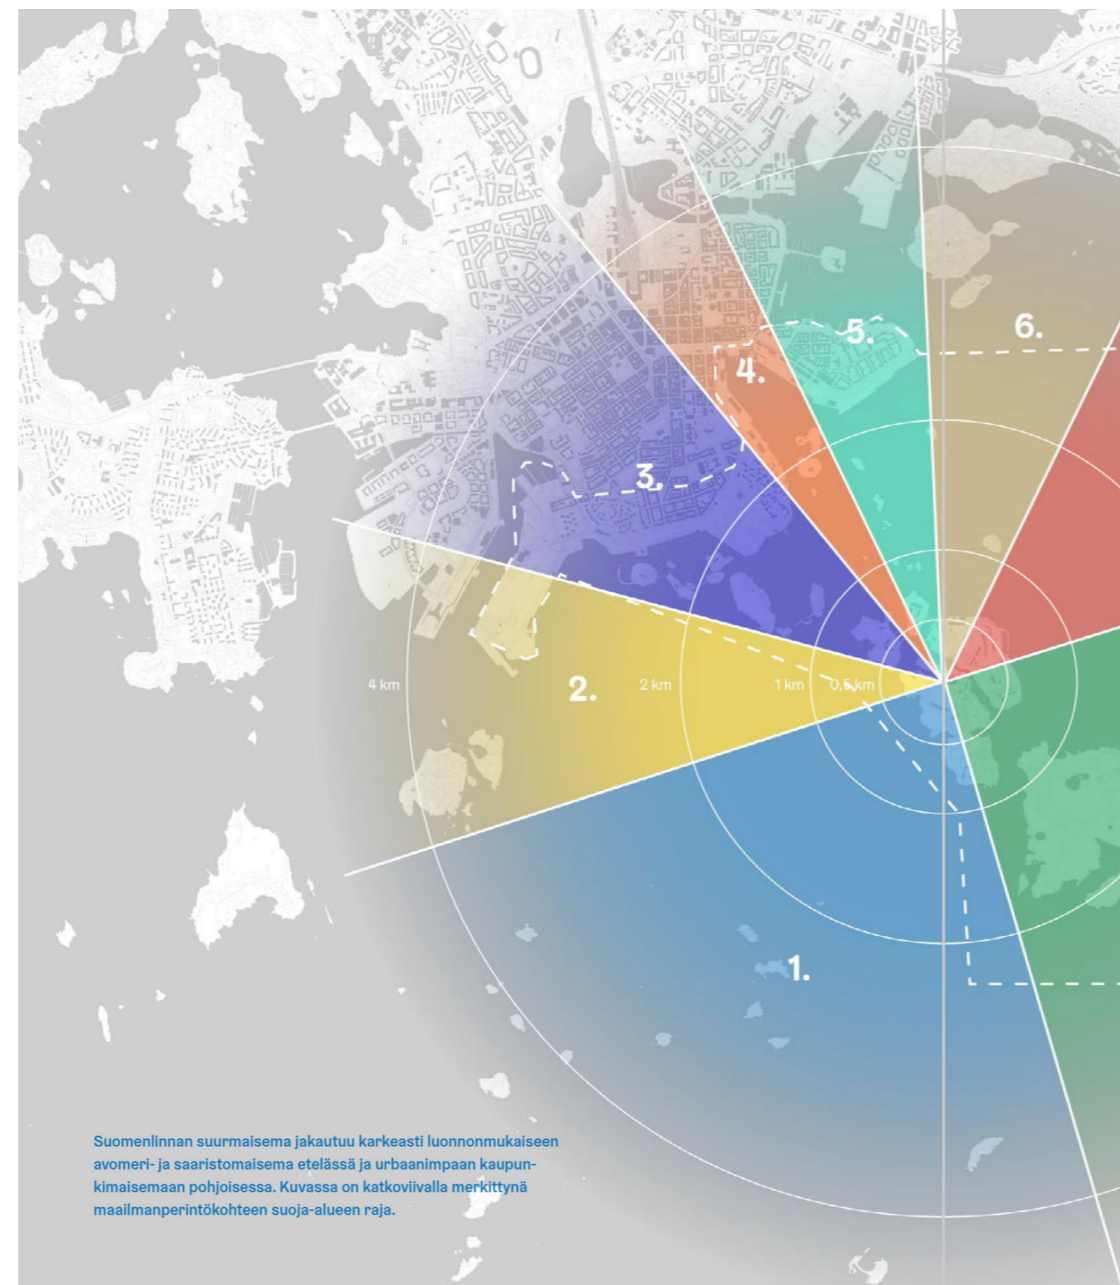 5.
6.
4.
3.
4 km
2.
2 km
1 km
0,5 km
1.
Suomenlinnan suurmaisema jakautuu karkeasti luonnonmukaiseen
avomeri- ja saaristomaisema etelässä ja urbaanimpaan kaupun-
kimaisemaan pohjoisessa. Kuvassa on katkoviivalla merkittynä
maailmanperintökohteen suoja-alueen raja.